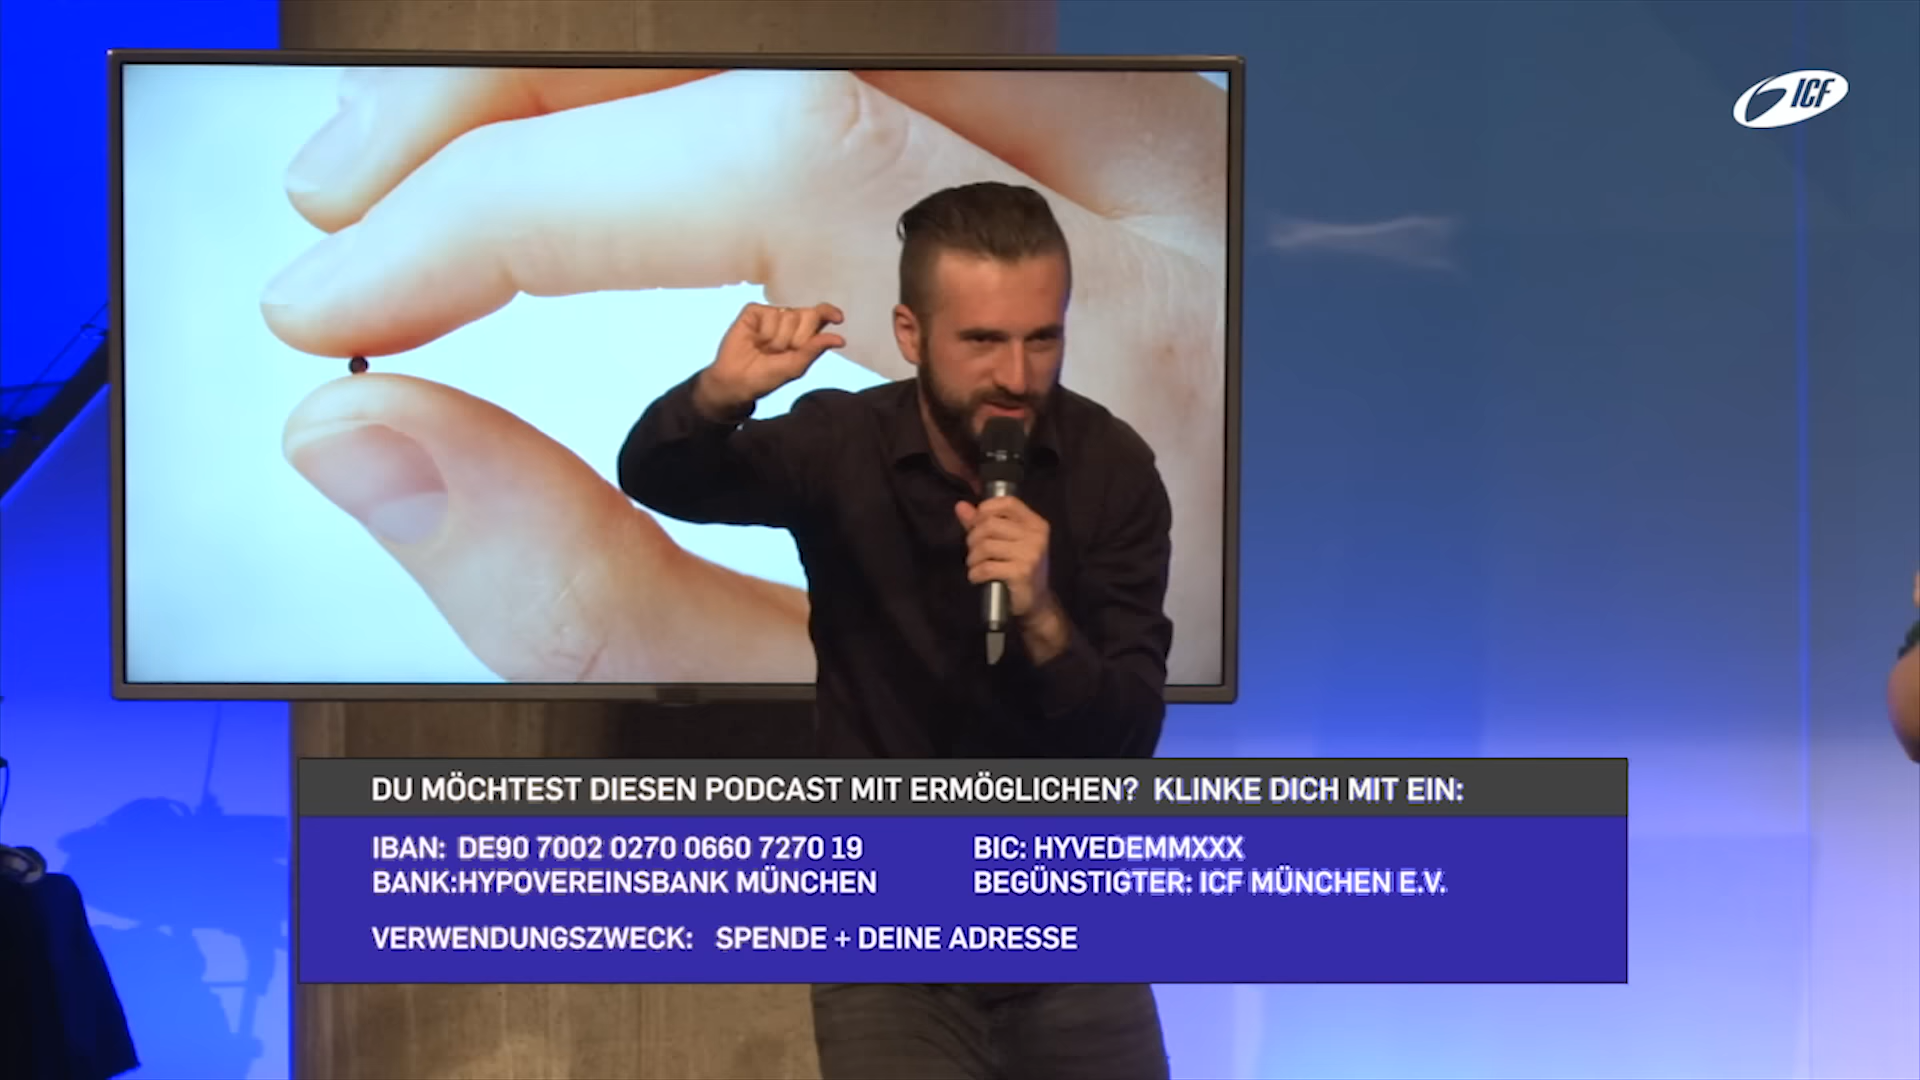 ICF
DU MÖCHTEST DIESEN PODCAST MIT ERMÖGLICHEN? KLINKE DICH MIT EIN:
IBAN: DE90 7002 0270 0660 7270 19
BIC: HYVEDEMMXXX
BANK:HYPOVEREINSBANK MÜNCHEN
BEGÜNSTIGTER: ICF MÜNCHEN E.V.
VERWENDUNGSZWECK: SPENDE + DEINE ADRESSE